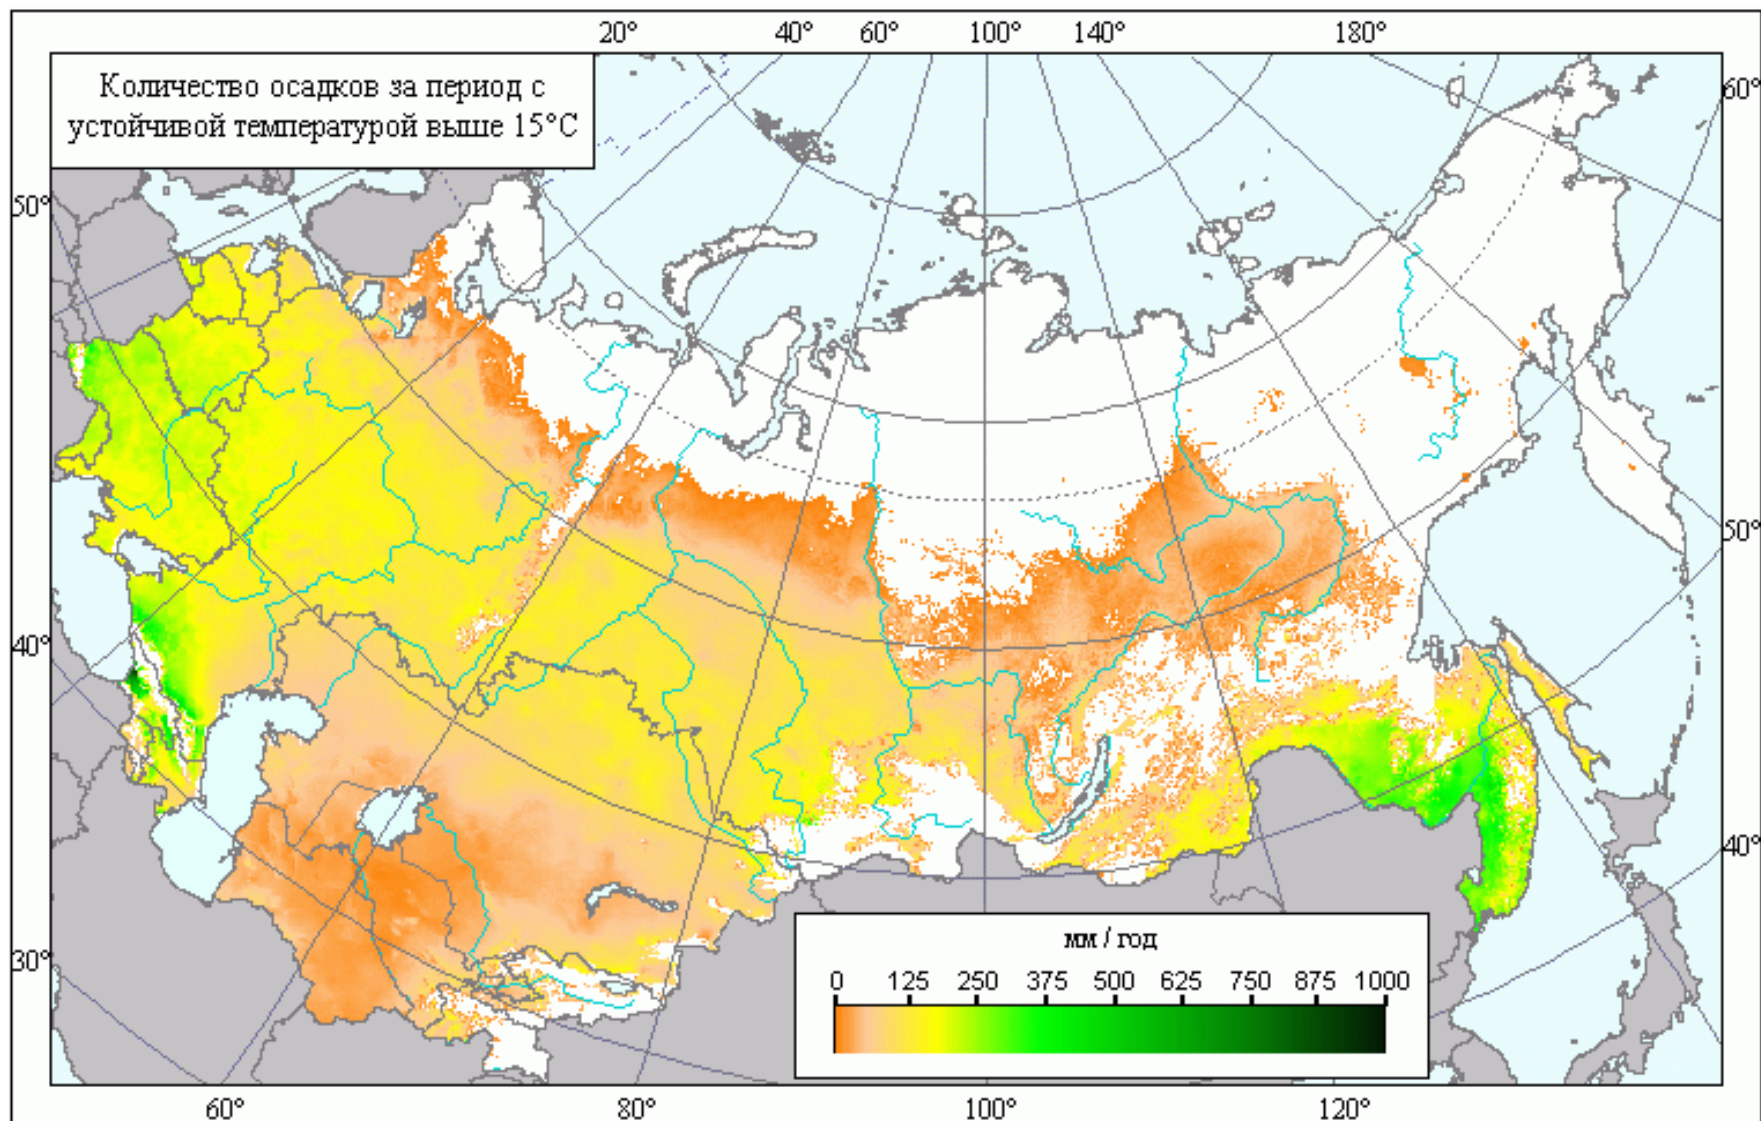 20° 40° 60° 100° 140° 180°
Количество осадков за период с
устойчивой температурой выше 15°C
60°
50°
50°
40°
40°
30°
мм / год
0 125 250 375 500 625 750 875 1000
60° 80° 100° 120°